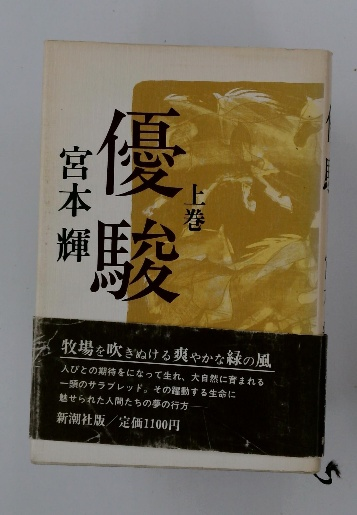 優駿
上巻
宮本輝
牧場を吹きぬける爽やかな緑の風
人びとの期待をになって生れ、大自然に育まれる
一頭のサラブレッド。その躍動する生命に
魅せられた人間たちの夢の行方——
新潮社版／定価1100円